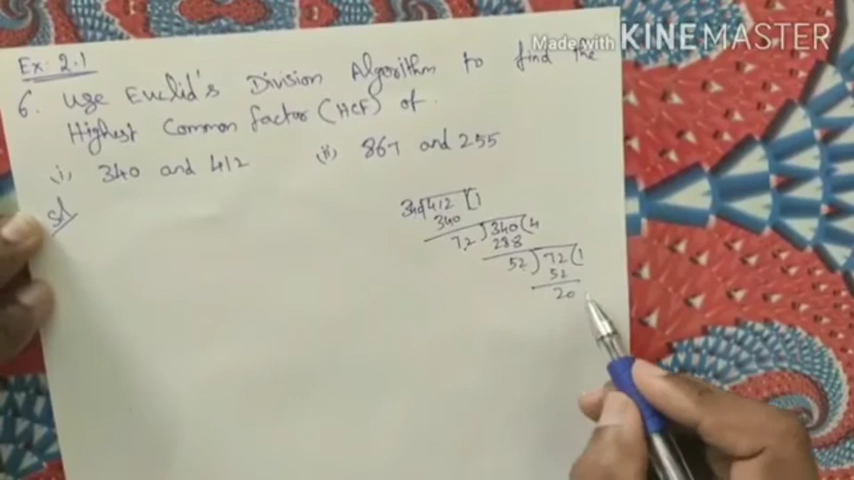 Made with KINEMASTER
Ex: 2.1
6. Use Euclid's Division Algorithm to find the
Highest Common Factor (HCF) of.
i) 340 and 412 (ii) 867 and 255
Sol
340)412(1
340
72)340(4
288
52)72(1
52
20